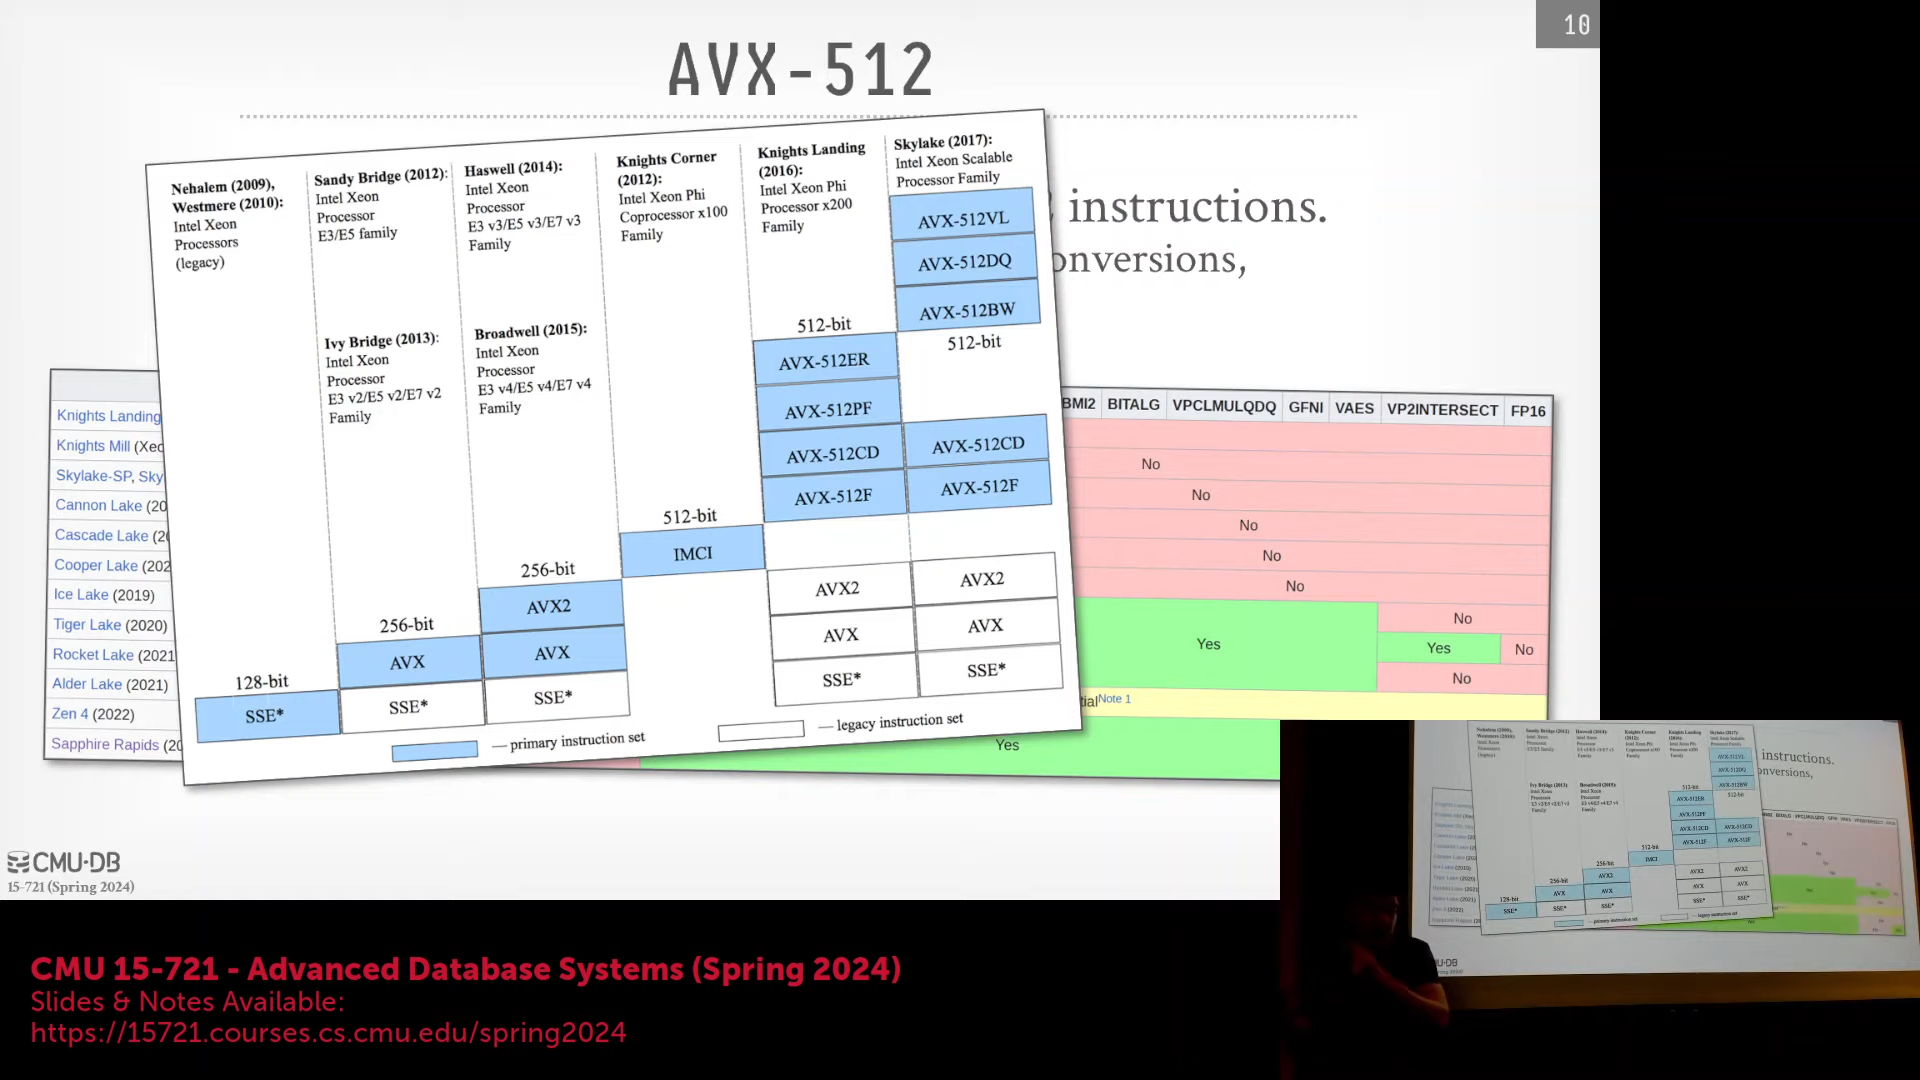 10
AVX-512
instructions.
onversions,
Nehalem (2009),
Westmere (2010):
Intel Xeon
Processors
(legacy)
Sandy Bridge (2012):
Intel Xeon
Processor
E3/E5 family
Ivy Bridge (2013):
Intel Xeon
Processor
E3 v2/E5 v2/E7 v2
Family
Haswell (2014):
Intel Xeon
Processor
E3 v3/E5 v3/E7 v3
Family
Broadwell (2015):
Intel Xeon
Processor
E3 v4/E5 v4/E7 v4
Family
Knights Corner
(2012):
Intel Xeon Phi
Coprocessor x100
Family
Knights Landing
(2016):
Intel Xeon Phi
Processor x200
Family
Skylake (2017):
Intel Xeon Scalable
Processor Family
128-bit
SSE*
256-bit
AVX
SSE*
256-bit
AVX2
AVX
SSE*
512-bit
IMCI
512-bit
AVX-512ER
AVX-512PF
AVX-512CD
AVX-512F
AVX2
AVX
SSE*
AVX-512VL
AVX-512DQ
AVX-512BW
512-bit
AVX-512CD
AVX-512F
AVX2
AVX
SSE*
— primary instruction set
— legacy instruction set
Knights Landing
Knights Mill (Xeo
Skylake-SP, Sky
Cannon Lake (20
Cascade Lake (20
Cooper Lake (202
Ice Lake (2019)
Tiger Lake (2020)
Rocket Lake (2021
Alder Lake (2021)
Zen 4 (2022)
Sapphire Rapids (20
BMI2 BITALG VPCLMULQDQ GFNI VAES VP2INTERSECT FP16
No
No
No
No
No
No
Yes
Yes No
No
tial Note 1
Yes
CMU·DB
15-721 (Spring 2024)
CMU 15-721 - Advanced Database Systems (Spring 2024)
Slides & Notes Available:
https://15721.courses.cs.cmu.edu/spring2024